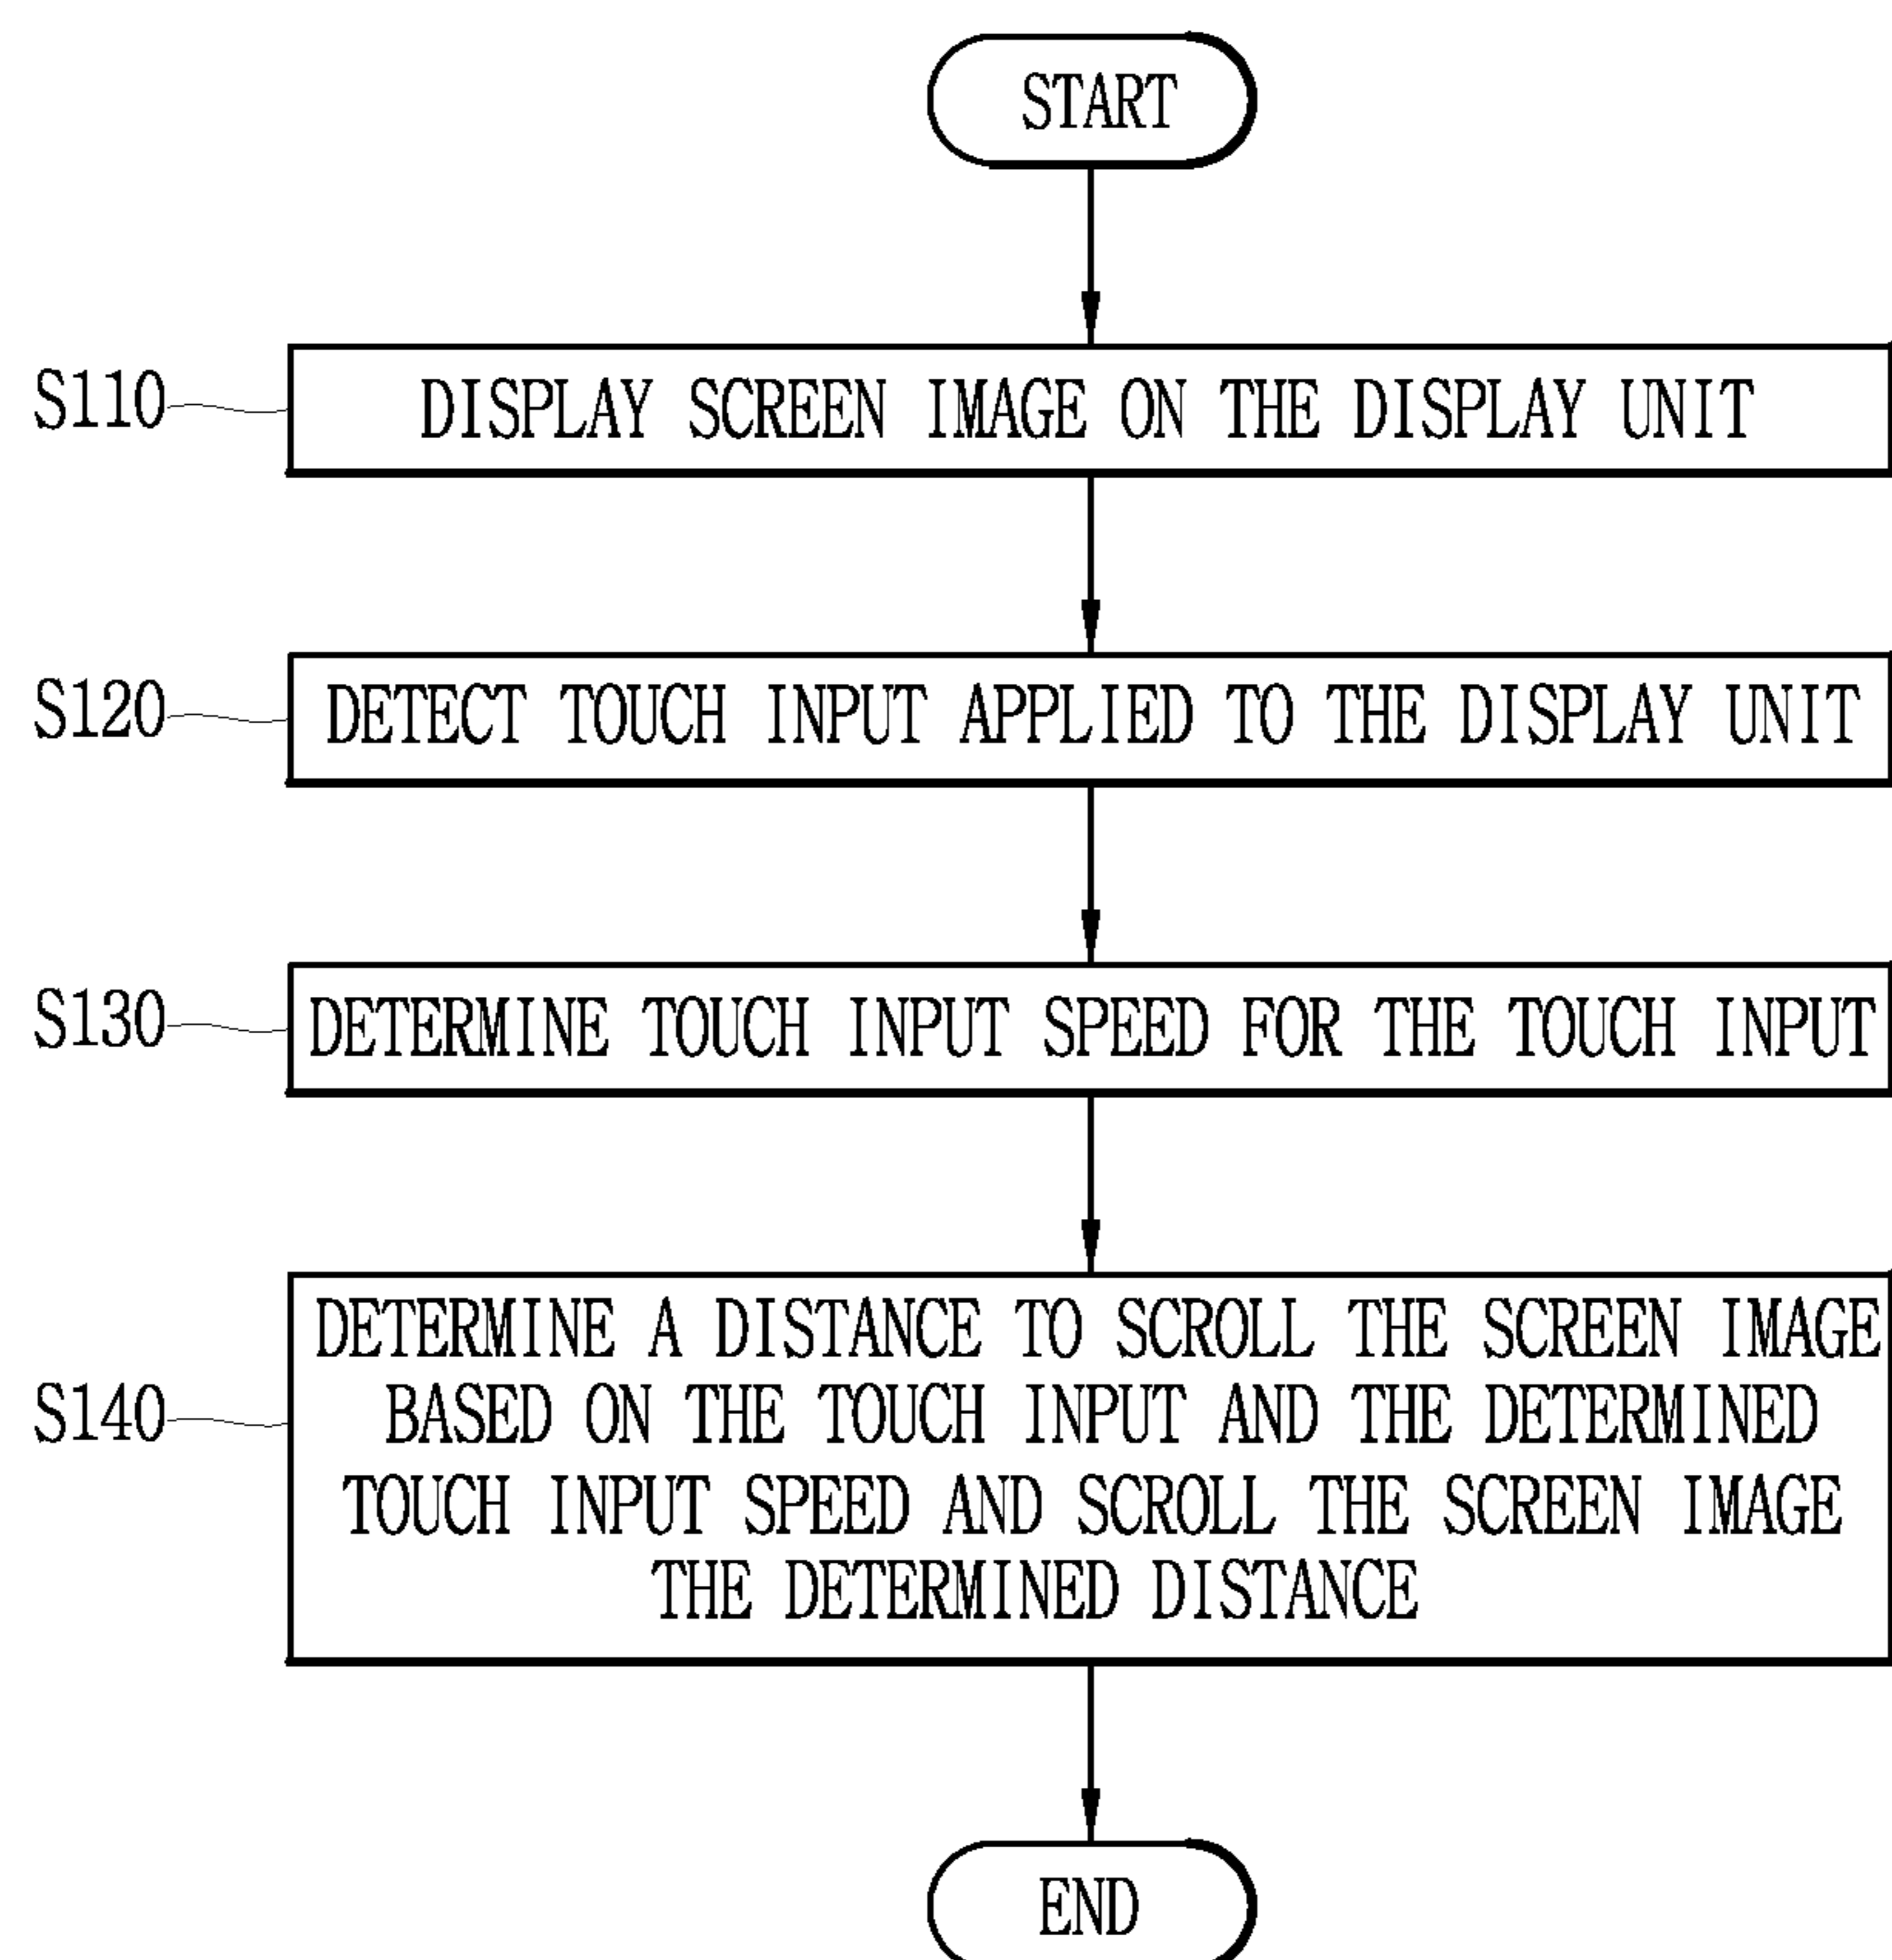 START
S110
DISPLAY SCREEN IMAGE ON THE DISPLAY UNIT
S120
DETECT TOUCH INPUT APPLIED TO THE DISPLAY UNIT
S130
DETERMINE TOUCH INPUT SPEED FOR THE TOUCH INPUT
S140
DETERMINE A DISTANCE TO SCROLL THE SCREEN IMAGE
BASED ON THE TOUCH INPUT AND THE DETERMINED
TOUCH INPUT SPEED AND SCROLL THE SCREEN IMAGE
THE DETERMINED DISTANCE
END